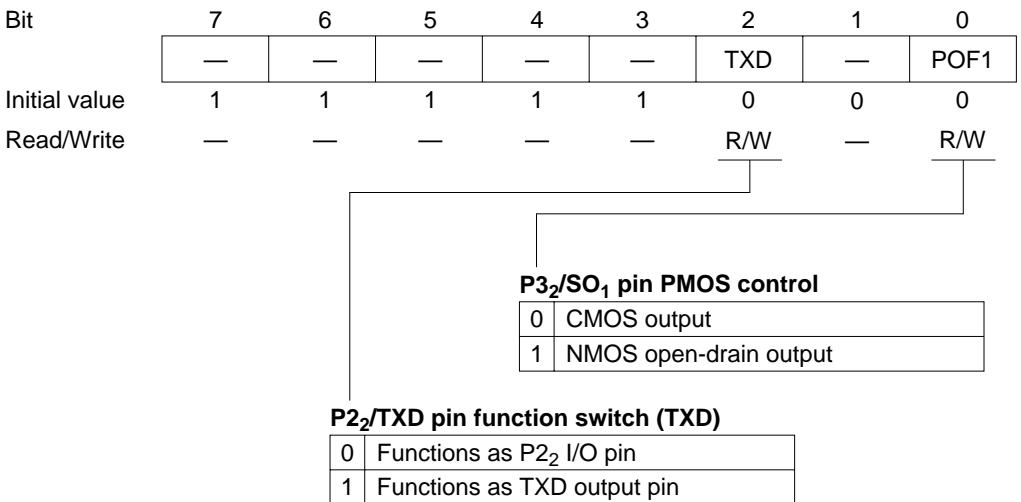 Bit 7 6 5 4 3 2 1 0
— — — — — TXD — POF1
Initial value 1 1 1 1 1 0 0 0
Read/Write — — — — — R/W — R/W
P3₂/SO₁ pin PMOS control
0 CMOS output
1 NMOS open-drain output
P2₂/TXD pin function switch (TXD)
0 Functions as P2₂ I/O pin
1 Functions as TXD output pin